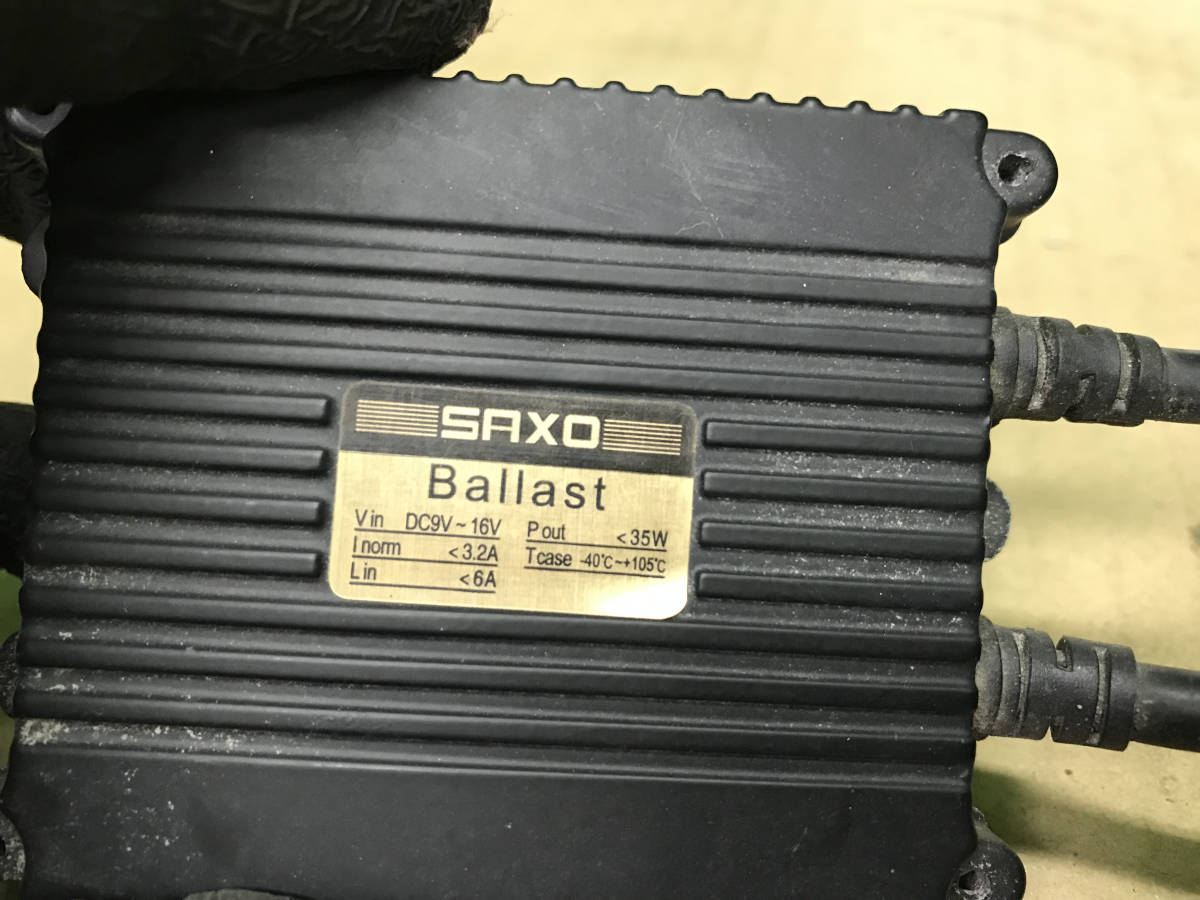 SAXO
Ballast
Vin DC9V~16V
Inorm <3.2A
Lin <6A
Pout <35W
Tcase -40℃~+105℃